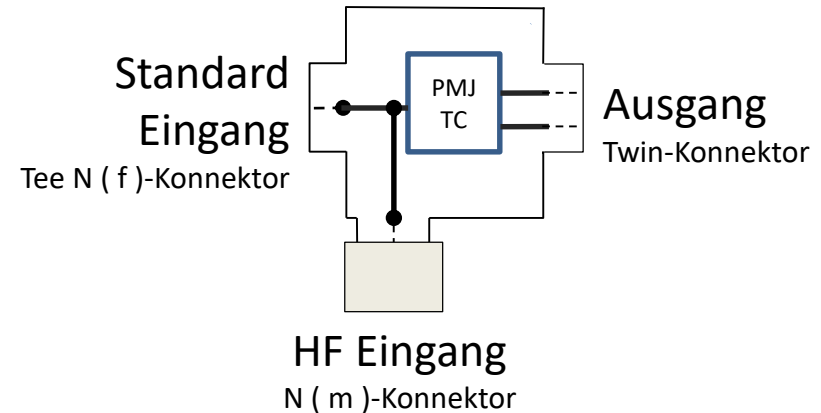 Standard
Eingang
Tee N ( f )-Konnektor
PMJ
TC
Ausgang
Twin-Konnektor
HF Eingang
N ( m )-Konnektor